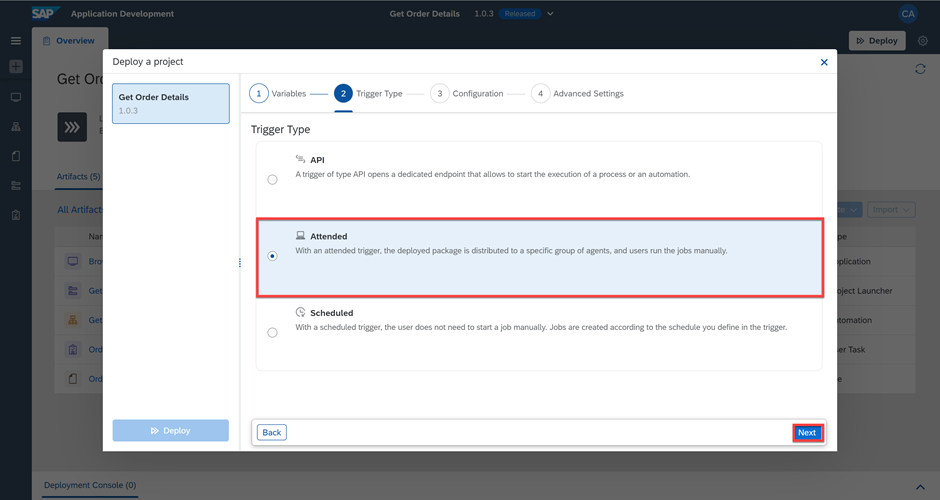 SAP Application Development
Get Order Details 1.0.3 Released
CA
Overview
Deploy
Get Ord
Deploy a project
Get Order Details
1.0.3
1 Variables 2 Trigger Type 3 Configuration 4 Advanced Settings
Trigger Type
API
A trigger of type API opens a dedicated endpoint that allows to start the execution of a process or an automation.
Attended
With an attended trigger, the deployed package is distributed to a specific group of agents, and users run the jobs manually.
Scheduled
With a scheduled trigger, the user does not need to start a job manually. Jobs are created according to the schedule you define in the trigger.
Artifacts (5)
All Artifacts
Import
Nam
ype
Brow
plication
Get
oject Launcher
Get
tomation
Ord
er Task
Ord
e
Deploy
Back
Next
Deployment Console (0)